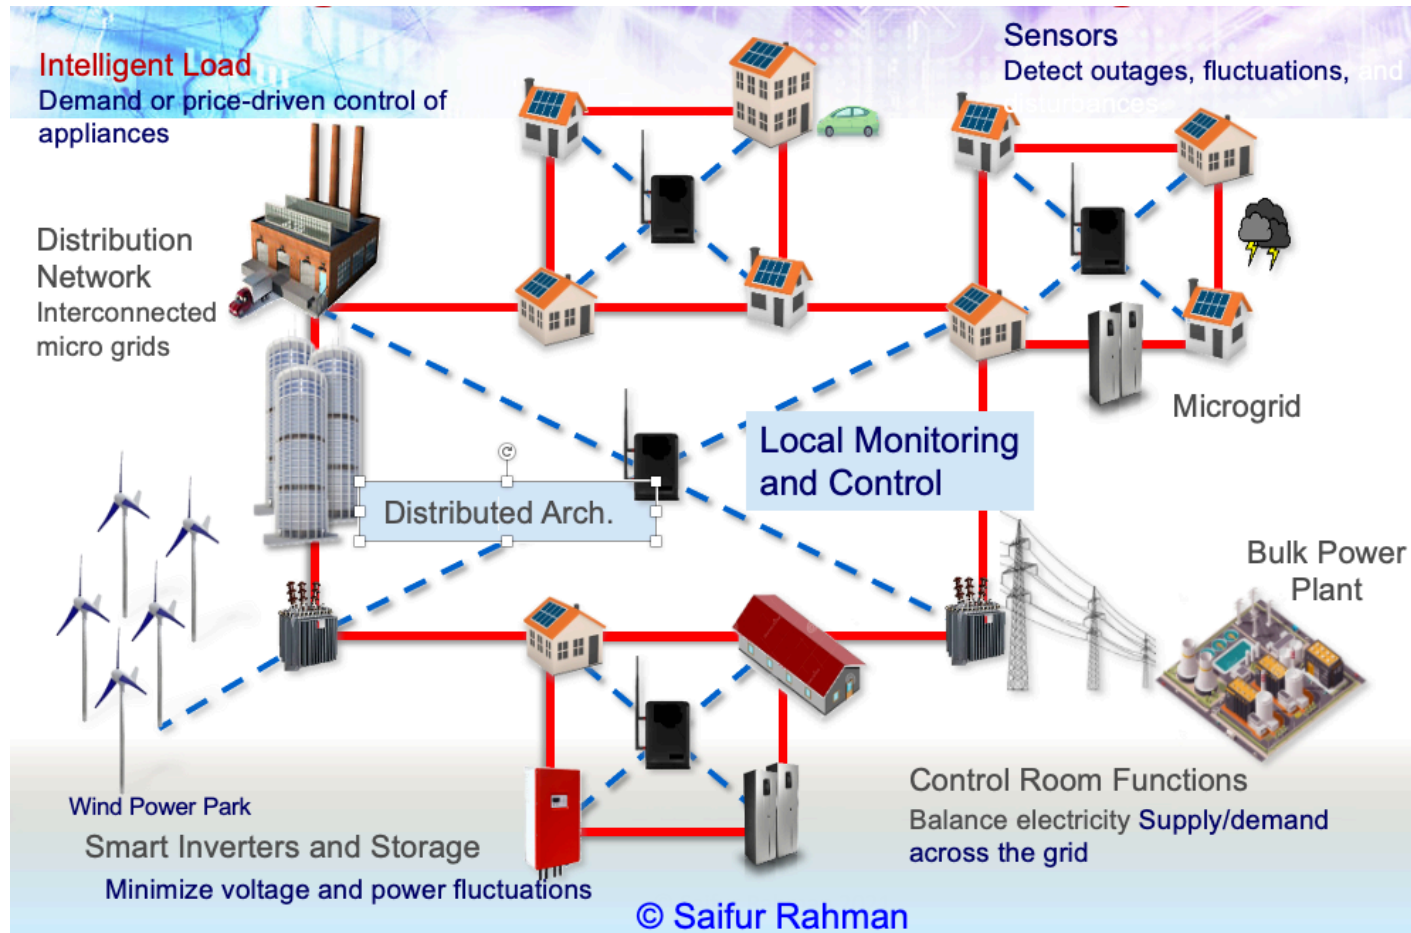 Intelligent Load
Demand or price-driven control of
appliances
Sensors
Detect outages, fluctuations, and
disturbances
Distribution
Network
Interconnected
micro grids
Microgrid
Local Monitoring
and Control
Distributed Arch.
Bulk Power
Plant
Wind Power Park
Smart Inverters and Storage
Minimize voltage and power fluctuations
Control Room Functions
Balance electricity Supply/demand
across the grid
© Saifur Rahman